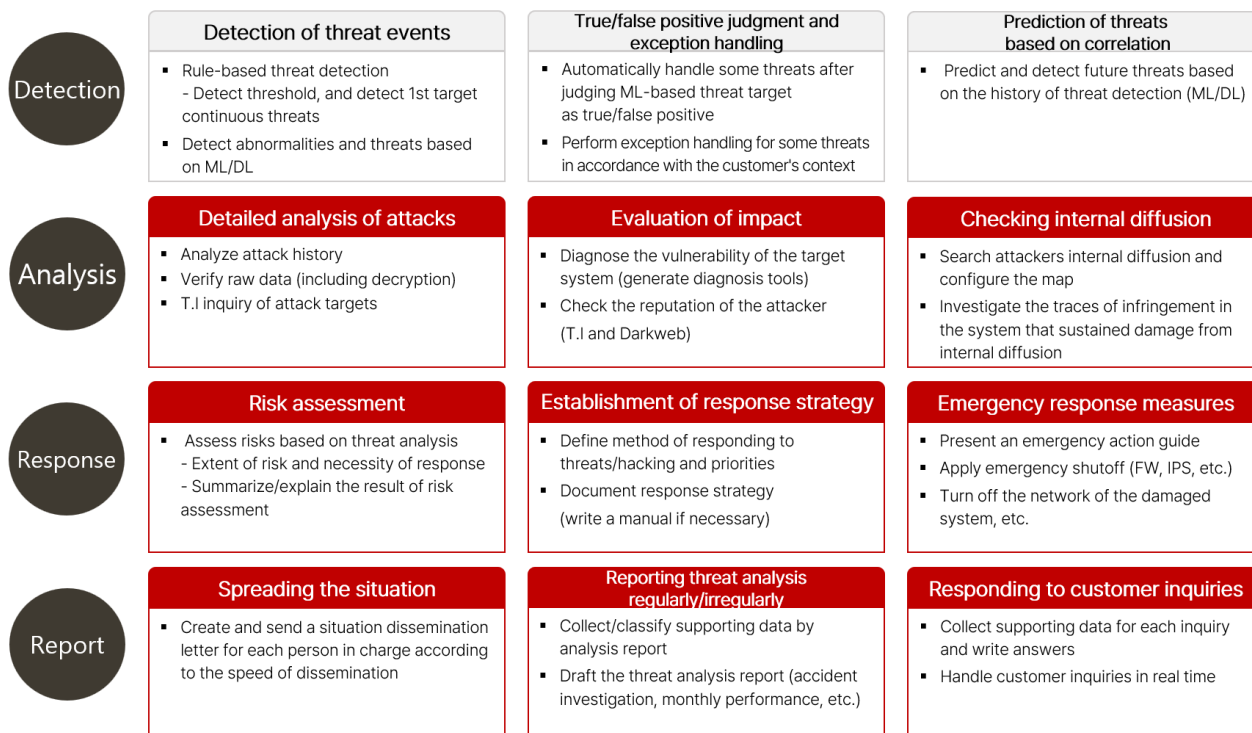 Detection
Detection of threat events
▪ Rule-based threat detection
- Detect threshold, and detect 1st target
continuous threats
▪ Detect abnormalities and threats based
on ML/DL
True/false positive judgment and
exception handling
▪ Automatically handle some threats after
judging ML-based threat target
as true/false positive
▪ Perform exception handling for some threats
in accordance with the customer's context
Prediction of threats
based on correlation
▪ Predict and detect future threats based
on the history of threat detection (ML/DL)
Analysis
Detailed analysis of attacks
▪ Analyze attack history
▪ Verify raw data (including decryption)
▪ T.I inquiry of attack targets
Evaluation of impact
▪ Diagnose the vulnerability of the target
system (generate diagnosis tools)
▪ Check the reputation of the attacker
(T.I and Darkweb)
Checking internal diffusion
▪ Search attackers internal diffusion and
configure the map
▪ Investigate the traces of infringement in
the system that sustained damage from
internal diffusion
Response
Risk assessment
▪ Assess risks based on threat analysis
- Extent of risk and necessity of response
- Summarize/explain the result of risk
assessment
Establishment of response strategy
▪ Define method of responding to
threats/hacking and priorities
▪ Document response strategy
(write a manual if necessary)
Emergency response measures
▪ Present an emergency action guide
▪ Apply emergency shutoff (FW, IPS, etc.)
▪ Turn off the network of the damaged
system, etc.
Report
Spreading the situation
▪ Create and send a situation dissemination
letter for each person in charge according
to the speed of dissemination
Reporting threat analysis
regularly/irregularly
▪ Collect/classify supporting data by
analysis report
▪ Draft the threat analysis report (accident
investigation, monthly performance, etc.)
Responding to customer inquiries
▪ Collect supporting data for each inquiry
and write answers
▪ Handle customer inquiries in real time